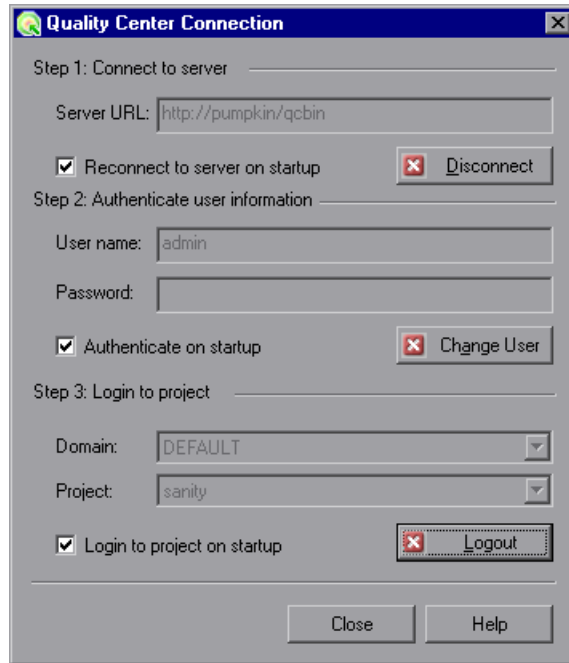 Quality Center Connection
Step 1: Connect to server
Server URL: http://pumpkin/qcbin
Reconnect to server on startup Disconnect
Step 2: Authenticate user information
User name: admin
Password:
Authenticate on startup Change User
Step 3: Login to project
Domain: DEFAULT
Project: sanity
Login to project on startup Logout
Close Help